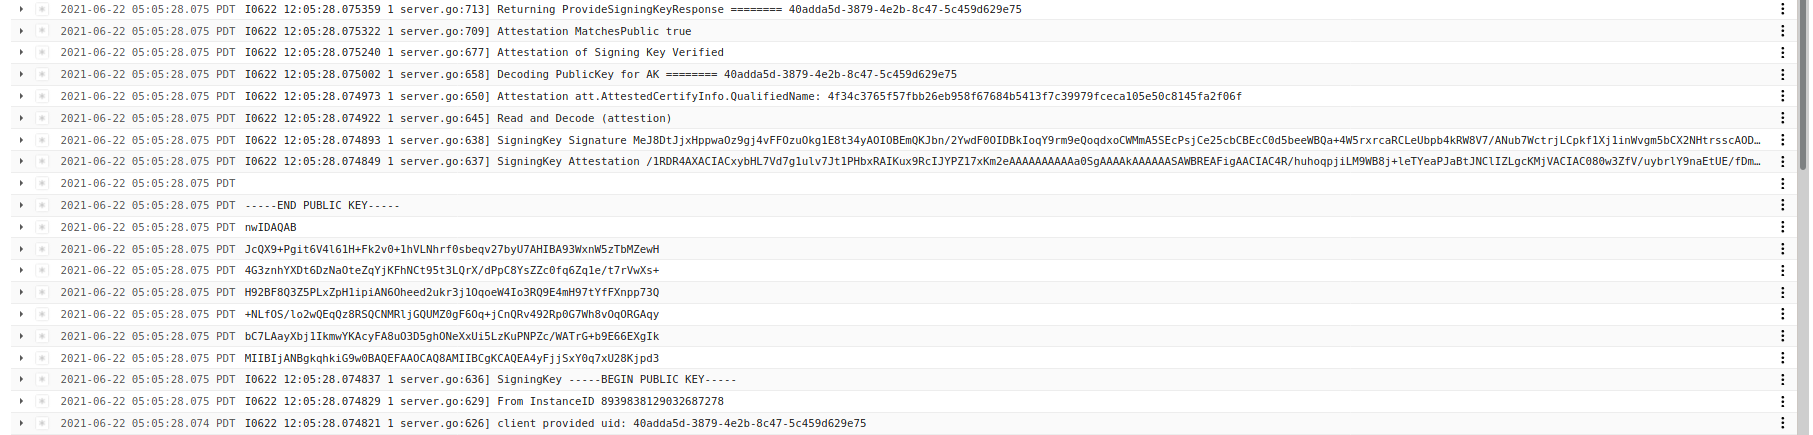 2021-06-22 05:05:28.075 PDT I0622 12:05:28.075359 1 server.go:713] Returning ProvideSigningKeyResponse ======== 40adda5d-3879-4e2b-8c47-5c459d629e75
2021-06-22 05:05:28.075 PDT I0622 12:05:28.075322 1 server.go:709] Attestation MatchesPublic true
2021-06-22 05:05:28.075 PDT I0622 12:05:28.075240 1 server.go:677] Attestation of Signing Key Verified
2021-06-22 05:05:28.075 PDT I0622 12:05:28.075002 1 server.go:658] Decoding PublicKey for AK ======== 40adda5d-3879-4e2b-8c47-5c459d629e75
2021-06-22 05:05:28.075 PDT I0622 12:05:28.074973 1 server.go:650] Attestation att.AttestedCertifyInfo.QualifiedName: 4f34c3765f57fbb26eb958f67684b5413f7c39979fceca105e50c8145fa2f06f
2021-06-22 05:05:28.075 PDT I0622 12:05:28.074922 1 server.go:645] Read and Decode (attestion)
2021-06-22 05:05:28.075 PDT I0622 12:05:28.074893 1 server.go:638] SigningKey Signature MeJ8DtJjxHppwaOz9gj4vFFOzuOkg1E8t34yAOIOBEmQKJbn/2YwdF0OIDBkIoqY9rm9eQoqdxoCWMmA5SEcPsjCe25cbCBEcC0d5beeWBQa+4W5rxrcaRCLeUbpb4kRW8V7/ANub7WctrjLCpkf1Xj1inWvgm5bCX2NHtrsscAOD…
2021-06-22 05:05:28.075 PDT I0622 12:05:28.074849 1 server.go:637] SigningKey Attestation /1RDR4AXACIACxybHL7Vd7g1ulv7Jt1PHbxRAIKux9RcIJYPZ17xKm2eAAAAAAAAAAa0SgAAAAkAAAAAASAWBREAFigAACIAC4R/huhoqpjiLM9WB8j+leTYeaPJaBtJNClIZLgcKMjVACIAC080w3ZfV/uybrlY9naEtUE/fDm…
2021-06-22 05:05:28.075 PDT
2021-06-22 05:05:28.075 PDT -----END PUBLIC KEY-----
2021-06-22 05:05:28.075 PDT nwIDAQAB
2021-06-22 05:05:28.075 PDT JcQX9+Pgit6V4l61H+Fk2v0+1hVLNhrf0sbeqv27byU7AHIBA93WxnW5zTbMZewH
2021-06-22 05:05:28.075 PDT 4G3znhYXDt6DzNaOteZqYjKFhNCt95t3LQrX/dPpC8YsZZc0fq6Zq1e/t7rVwXs+
2021-06-22 05:05:28.075 PDT H92BF8Q3Z5PLxZpH1ipiAN6Oheed2ukr3j1OqoeW4Io3RQ9E4mH97tYfFXnpp73Q
2021-06-22 05:05:28.075 PDT +NLfOS/lo2wQEqQz8RSQCNMRljGQUMZ0gF6Oq+jCnQRv492Rp0G7Wh8vOqORGAqy
2021-06-22 05:05:28.075 PDT bC7LAayXbj1IkmwYKAcyFA8uO3D5ghONeXxUi5LzKuPNPZc/WATrG+b9E66EXgIk
2021-06-22 05:05:28.075 PDT MIIBIjANBgkqhkiG9w0BAQEFAAOCAQ8AMIIBCgKCAQEA4yFjjSxY0q7xU28Kjpd3
2021-06-22 05:05:28.075 PDT I0622 12:05:28.074837 1 server.go:636] SigningKey -----BEGIN PUBLIC KEY-----
2021-06-22 05:05:28.075 PDT I0622 12:05:28.074829 1 server.go:629] From InstanceID 8939838129032687278
2021-06-22 05:05:28.074 PDT I0622 12:05:28.074821 1 server.go:626] client provided uid: 40adda5d-3879-4e2b-8c47-5c459d629e75